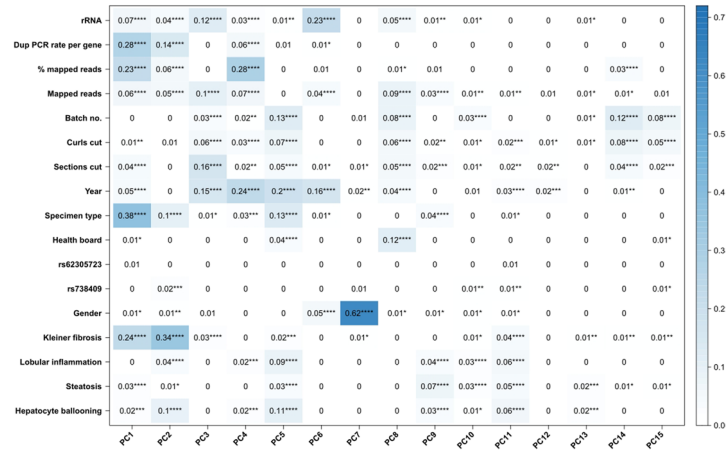 rRNA 0.07**** 0.04**** 0.12**** 0.03**** 0.01** 0.23**** 0 0.05**** 0.01** 0.01* 0 0 0.01* 0 0
Dup PCR rate per gene 0.28**** 0.14**** 0 0.06**** 0.01 0.01* 0 0 0 0 0 0 0 0 0
% mapped reads 0.23**** 0.06**** 0 0.28**** 0 0.01 0 0.01* 0.01 0 0 0 0 0.03**** 0
Mapped reads 0.06**** 0.05**** 0.1**** 0.07**** 0 0.04**** 0 0.09**** 0.03**** 0.01** 0.01** 0.01 0.01* 0.01* 0.01
Batch no. 0 0 0.03**** 0.02** 0.13**** 0 0.01 0.08**** 0 0.03**** 0 0 0 0.12**** 0.08****
Curls cut 0.01** 0.01 0.06**** 0.03**** 0.07**** 0 0 0.06**** 0.02** 0.01* 0.02*** 0.01* 0.01* 0.08**** 0.05****
Sections cut 0.04**** 0 0.16**** 0.02** 0.05**** 0.01* 0.01* 0.05**** 0.02*** 0.01* 0.02** 0.02** 0 0.04**** 0.02***
Year 0.05**** 0 0.15**** 0.24**** 0.2**** 0.16**** 0.02** 0.04**** 0 0.01 0.03**** 0.02*** 0 0.01** 0
Specimen type 0.38**** 0.1**** 0.01* 0.03*** 0.13**** 0.01* 0 0 0.04**** 0 0.01* 0 0 0 0
Health board 0.01* 0 0 0 0.04**** 0 0 0.12**** 0 0 0 0 0 0 0.01*
rs62305723 0.01 0 0 0 0 0 0 0 0 0 0.01 0 0 0 0
rs738409 0 0.02*** 0 0 0 0 0.01 0 0 0.01** 0.01* 0 0 0 0.01*
Gender 0.01* 0.01** 0.01 0 0 0.05**** 0.62**** 0.01* 0.01* 0.01* 0.01* 0 0 0 0
Kleiner fibrosis 0.24**** 0.34**** 0.03**** 0 0.02*** 0 0.01* 0 0 0.01* 0.04**** 0 0.01** 0.01** 0.01**
Lobular inflammation 0 0.04**** 0 0.02*** 0.09**** 0 0 0 0.04**** 0.03**** 0.06**** 0 0 0 0
Steatosis 0.03**** 0.01* 0 0 0.03**** 0 0 0 0.07**** 0.03**** 0.05**** 0 0.02*** 0.01* 0.01*
Hepatocyte ballooning 0.02*** 0.1**** 0 0.02*** 0.11**** 0 0 0 0.03**** 0.01* 0.06**** 0 0.02*** 0 0
PC1 PC2 PC3 PC4 PC5 PC6 PC7 PC8 PC9 PC10 PC11 PC12 PC13 PC14 PC15
0.7
0.6
0.5
0.4
0.3
0.2
0.1
0.0